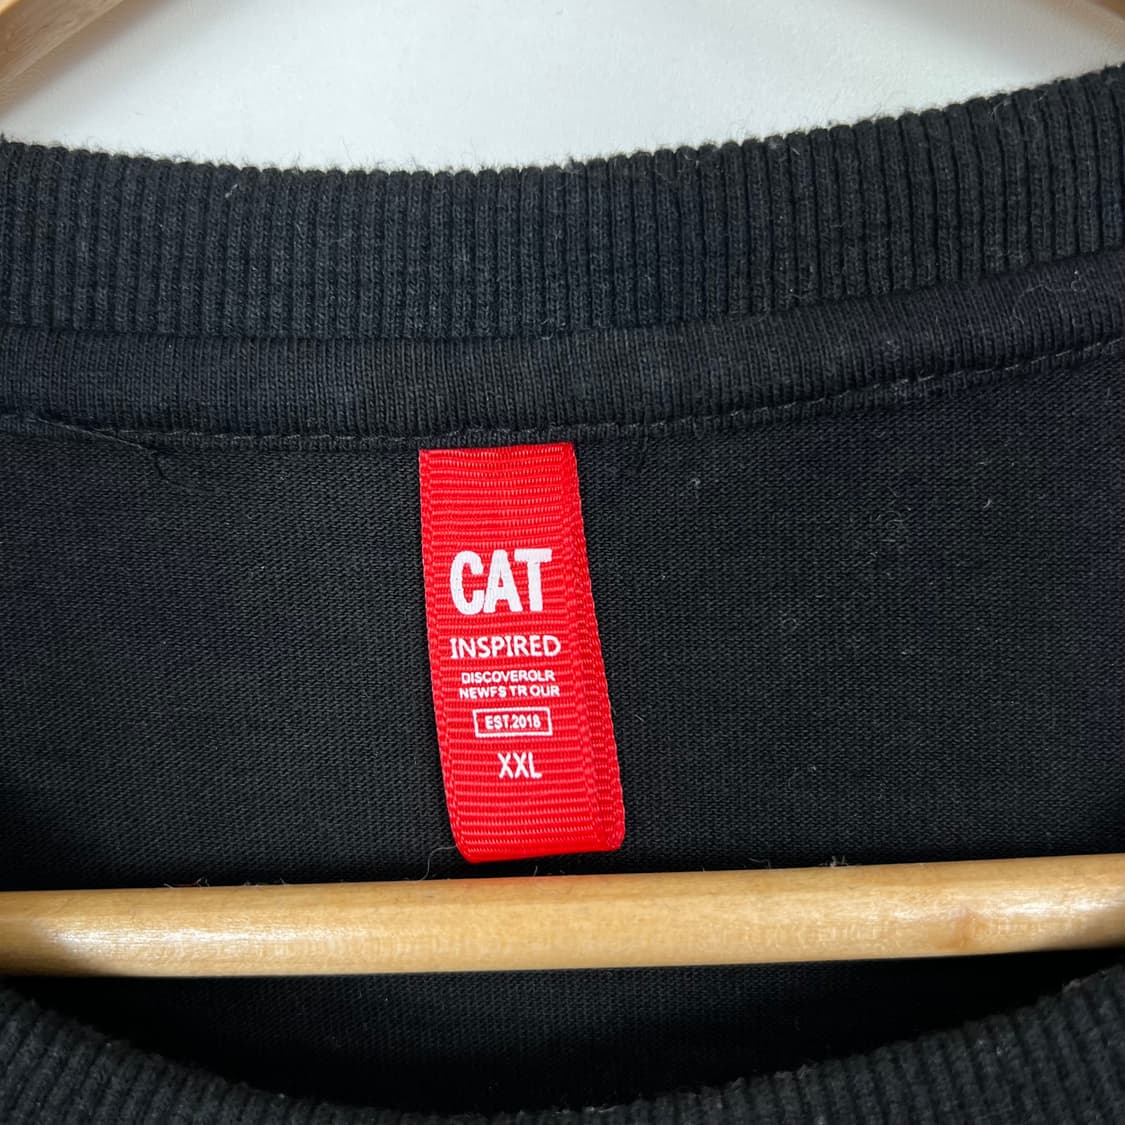 CAT
INSPIRED
DISCOVEROLR
NEWFS TR OUR
EST.2018
XXL